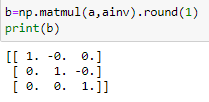 b=np.matmul(a,ainv).round(1)
print(b)
[[ 1. -0.  0.]
 [ 0.  1. -0.]
 [ 0.  0.  1.]]